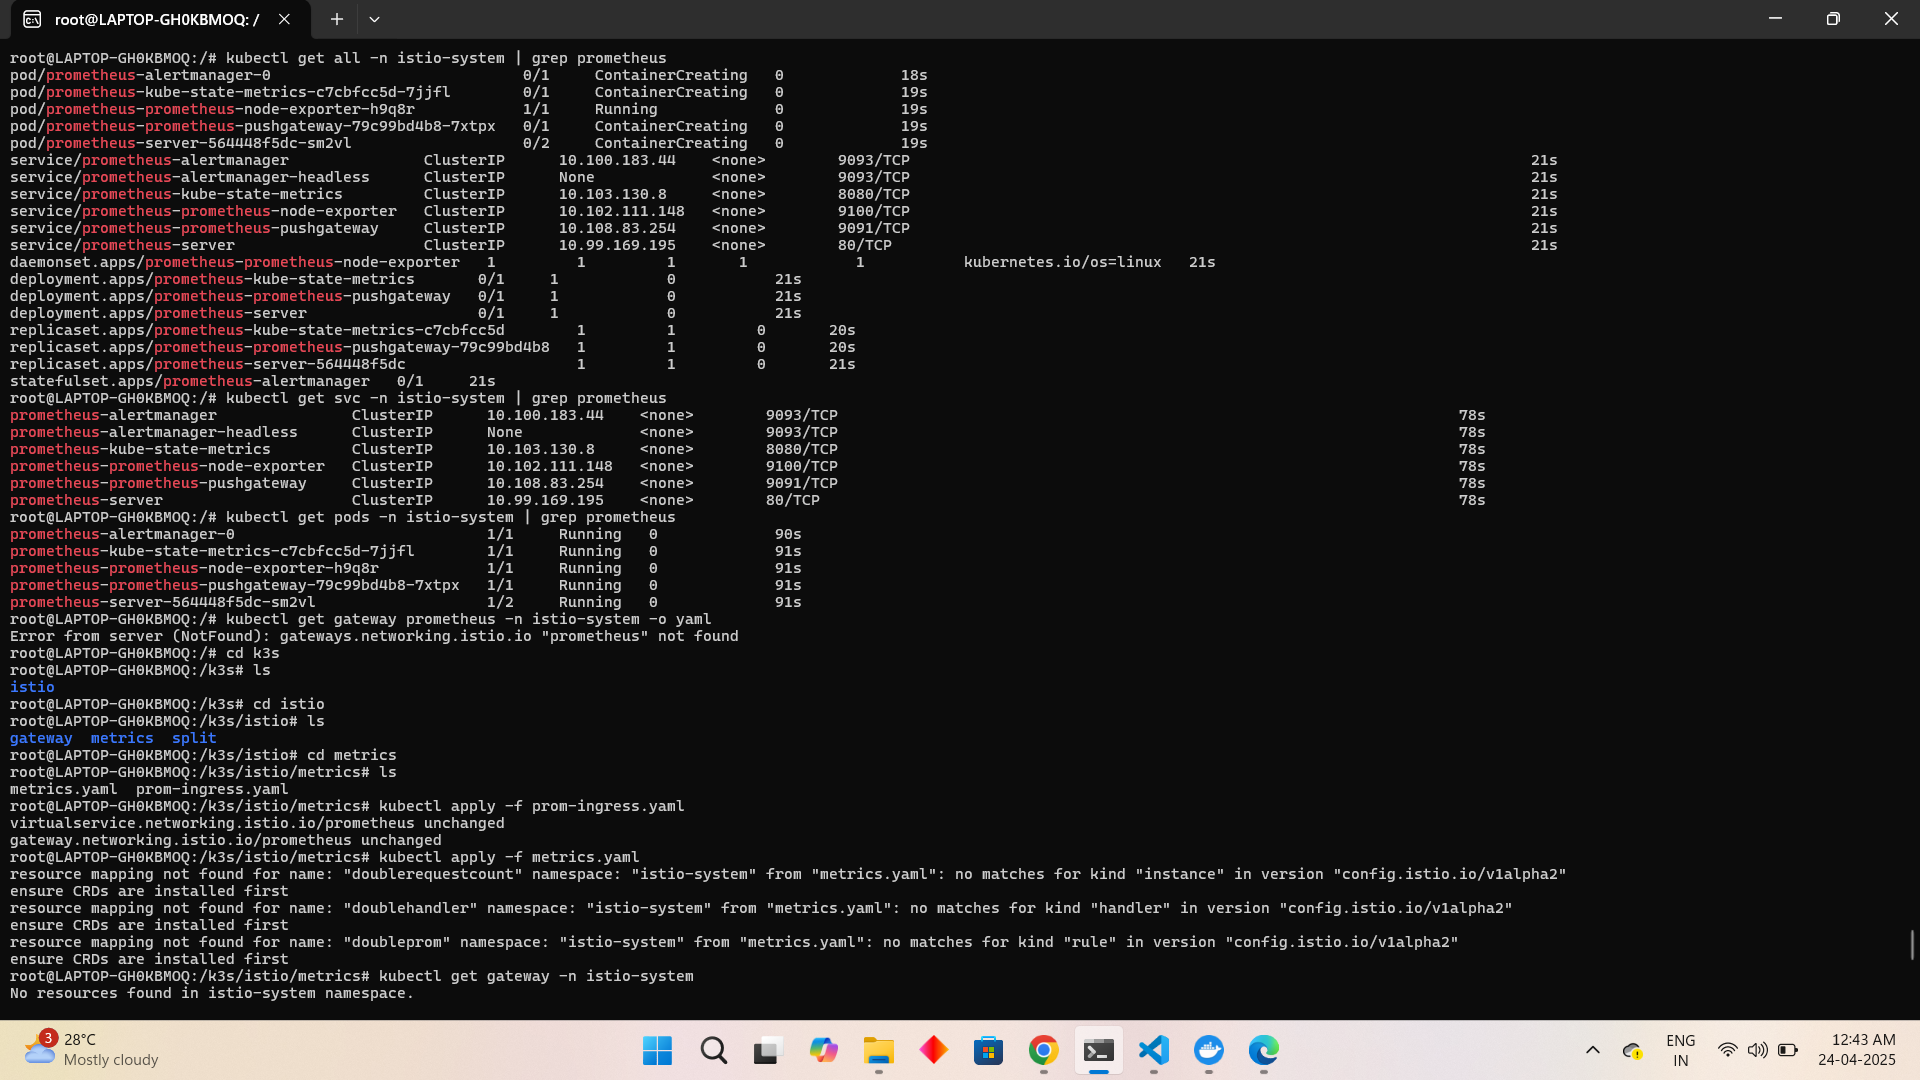 root@LAPTOP-GH0KBMOQ: /
root@LAPTOP-GH0KBMOQ:/# kubectl get all -n istio-system | grep prometheus
pod/prometheus-alertmanager-0 0/1 ContainerCreating 0 18s
pod/prometheus-kube-state-metrics-c7cbfcc5d-7jjfl 0/1 ContainerCreating 0 19s
pod/prometheus-prometheus-node-exporter-h9q8r 1/1 Running 0 19s
pod/prometheus-prometheus-pushgateway-79c99bd4b8-7xtpx 0/1 ContainerCreating 0 19s
pod/prometheus-server-564448f5dc-sm2vl 0/2 ContainerCreating 0 19s
service/prometheus-alertmanager ClusterIP 10.100.183.44 <none> 9093/TCP 21s
service/prometheus-alertmanager-headless ClusterIP None <none> 9093/TCP 21s
service/prometheus-kube-state-metrics ClusterIP 10.103.130.8 <none> 8080/TCP 21s
service/prometheus-prometheus-node-exporter ClusterIP 10.102.111.148 <none> 9100/TCP 21s
service/prometheus-prometheus-pushgateway ClusterIP 10.108.83.254 <none> 9091/TCP 21s
service/prometheus-server ClusterIP 10.99.169.195 <none> 80/TCP 21s
daemonset.apps/prometheus-prometheus-node-exporter 1 1 1 1 1 kubernetes.io/os=linux 21s
deployment.apps/prometheus-kube-state-metrics 0/1 1 0 21s
deployment.apps/prometheus-prometheus-pushgateway 0/1 1 0 21s
deployment.apps/prometheus-server 0/1 1 0 21s
replicaset.apps/prometheus-kube-state-metrics-c7cbfcc5d 1 1 0 20s
replicaset.apps/prometheus-prometheus-pushgateway-79c99bd4b8 1 1 0 20s
replicaset.apps/prometheus-server-564448f5dc 1 1 0 21s
statefulset.apps/prometheus-alertmanager 0/1 21s
root@LAPTOP-GH0KBMOQ:/# kubectl get svc -n istio-system | grep prometheus
prometheus-alertmanager ClusterIP 10.100.183.44 <none> 9093/TCP 78s
prometheus-alertmanager-headless ClusterIP None <none> 9093/TCP 78s
prometheus-kube-state-metrics ClusterIP 10.103.130.8 <none> 8080/TCP 78s
prometheus-prometheus-node-exporter ClusterIP 10.102.111.148 <none> 9100/TCP 78s
prometheus-prometheus-pushgateway ClusterIP 10.108.83.254 <none> 9091/TCP 78s
prometheus-server ClusterIP 10.99.169.195 <none> 80/TCP 78s
root@LAPTOP-GH0KBMOQ:/# kubectl get pods -n istio-system | grep prometheus
prometheus-alertmanager-0 1/1 Running 0 90s
prometheus-kube-state-metrics-c7cbfcc5d-7jjfl 1/1 Running 0 91s
prometheus-prometheus-node-exporter-h9q8r 1/1 Running 0 91s
prometheus-prometheus-pushgateway-79c99bd4b8-7xtpx 1/1 Running 0 91s
prometheus-server-564448f5dc-sm2vl 1/2 Running 0 91s
root@LAPTOP-GH0KBMOQ:/# kubectl get gateway prometheus -n istio-system -o yaml
Error from server (NotFound): gateways.networking.istio.io "prometheus" not found
root@LAPTOP-GH0KBMOQ:/# cd k3s
root@LAPTOP-GH0KBMOQ:/k3s# ls
istio
root@LAPTOP-GH0KBMOQ:/k3s# cd istio
root@LAPTOP-GH0KBMOQ:/k3s/istio# ls
gateway metrics split
root@LAPTOP-GH0KBMOQ:/k3s/istio# cd metrics
root@LAPTOP-GH0KBMOQ:/k3s/istio/metrics# ls
metrics.yaml prom-ingress.yaml
root@LAPTOP-GH0KBMOQ:/k3s/istio/metrics# kubectl apply -f prom-ingress.yaml
virtualservice.networking.istio.io/prometheus unchanged
gateway.networking.istio.io/prometheus unchanged
root@LAPTOP-GH0KBMOQ:/k3s/istio/metrics# kubectl apply -f metrics.yaml
resource mapping not found for name: "doublerequestcount" namespace: "istio-system" from "metrics.yaml": no matches for kind "instance" in version "config.istio.io/v1alpha2"
ensure CRDs are installed first
resource mapping not found for name: "doublehandler" namespace: "istio-system" from "metrics.yaml": no matches for kind "handler" in version "config.istio.io/v1alpha2"
ensure CRDs are installed first
resource mapping not found for name: "doubleprom" namespace: "istio-system" from "metrics.yaml": no matches for kind "rule" in version "config.istio.io/v1alpha2"
ensure CRDs are installed first
root@LAPTOP-GH0KBMOQ:/k3s/istio/metrics# kubectl get gateway -n istio-system
No resources found in istio-system namespace.
3
28°C
Mostly cloudy
ENG
IN
12:43 AM
24-04-2025